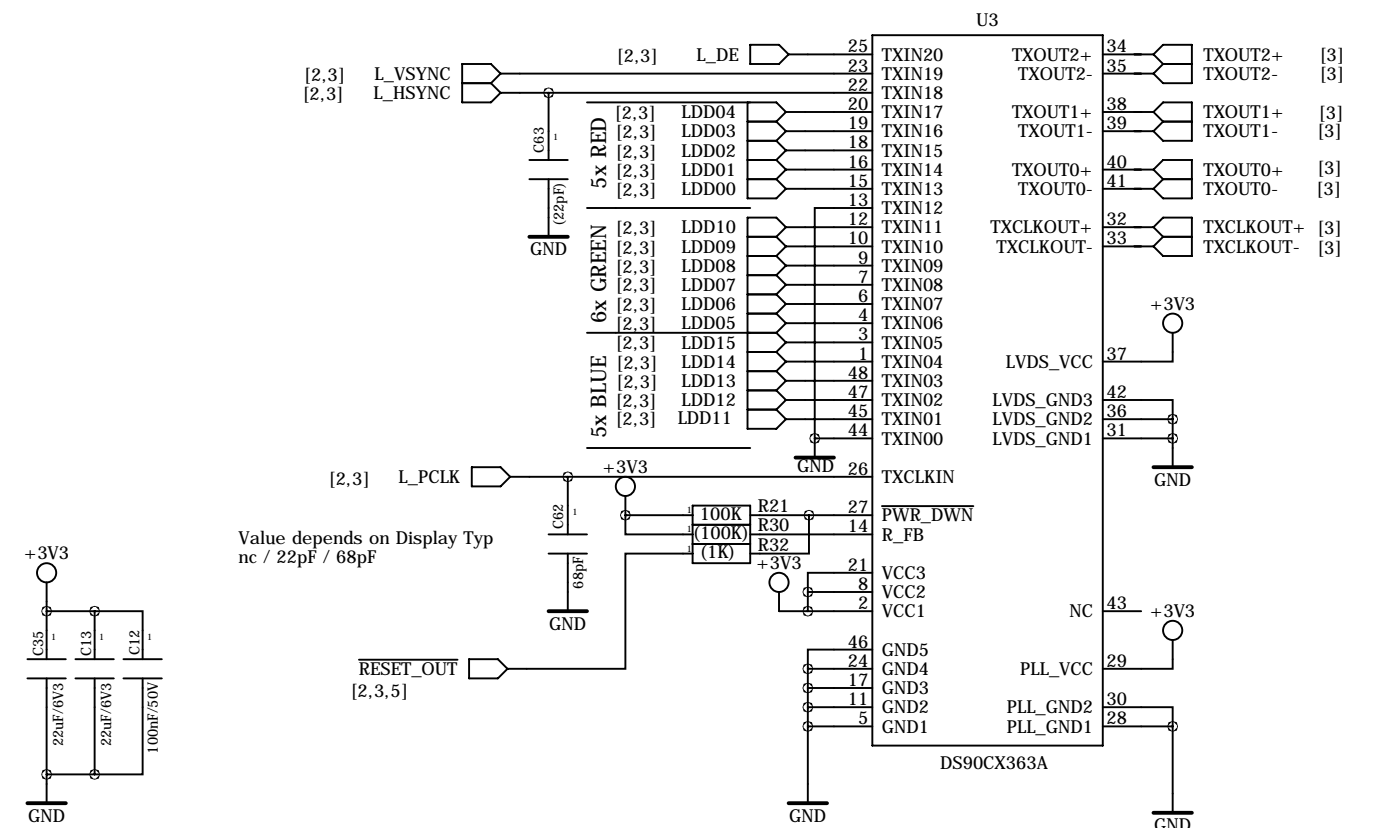 U3
[2,3] L_DE 25 TXIN20 TXOUT2+ 34 TXOUT2+ [3]
[2,3] L_VSYNC 23 TXIN19 TXOUT2- 35 TXOUT2- [3]
[2,3] L_HSYNC 22 TXIN18
[2,3] LDD04 20 TXIN17 TXOUT1+ 38 TXOUT1+ [3]
[2,3] LDD03 19 TXIN16 TXOUT1- 39 TXOUT1- [3]
[2,3] LDD02 18 TXIN15
[2,3] LDD01 16 TXIN14 TXOUT0+ 40 TXOUT0+ [3]
[2,3] LDD00 15 TXIN13 TXOUT0- 41 TXOUT0- [3]
5x RED
C63 1
(22pF)
GND
13 TXIN12
[2,3] LDD10 12 TXIN11 TXCLKOUT+ 32 TXCLKOUT+ [3]
[2,3] LDD09 10 TXIN10 TXCLKOUT- 33 TXCLKOUT- [3]
[2,3] LDD08 9 TXIN09
[2,3] LDD07 7 TXIN08
[2,3] LDD06 6 TXIN07
[2,3] LDD05 4 TXIN06
6x GREEN
+3V3
[2,3] LDD15 3 TXIN05
[2,3] LDD14 1 TXIN04 LVDS_VCC 37
[2,3] LDD13 48 TXIN03
[2,3] LDD12 47 TXIN02 LVDS_GND3 42
[2,3] LDD11 45 TXIN01 LVDS_GND2 36
44 TXIN00 LVDS_GND1 31
5x BLUE
GND
GND
[2,3] L_PCLK 26 TXCLKIN
+3V3
C62 1
68pF
GND
1 100K R21 27 PWR_DWN
1 (100K) R30 14 R_FB
1 (1K) R32
Value depends on Display Typ
nc / 22pF / 68pF
+3V3
21 VCC3
8 VCC2
2 VCC1 NC 43
+3V3
46 GND5
RESET_OUT 24 GND4 PLL_VCC 29
[2,3,5] 17 GND3
11 GND2 PLL_GND2 30
5 GND1 PLL_GND1 28
DS90CX363A
GND
GND
+3V3
C35 1
22uF/6V3
C13 1
22uF/6V3
C12 1
100nF/50V
GND